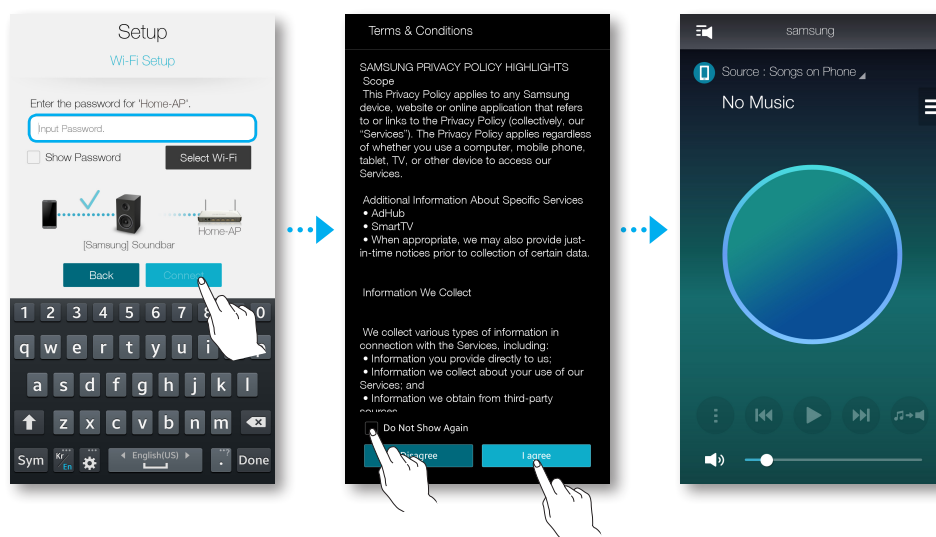 Setup
Wi-Fi Setup
Enter the password for 'Home-AP'.
Input Password.
Show Password
Select Wi-Fi
Home-AP
[Samsung] Soundbar
Back
Connect
1 2 3 4 5 6 7 8 0
q w e r t y u i p
a s d f g h j k l
z x c v b n m
Sym Kr En English(US) . ? Done
Terms & Conditions
SAMSUNG PRIVACY POLICY HIGHLIGHTS
Scope
This Privacy Policy applies to any Samsung
device, website or online application that refers
to or links to the Privacy Policy (collectively, our
“Services”). The Privacy Policy applies regardless
of whether you use a computer, mobile phone,
tablet, TV, or other device to access our
Services.
Additional Information About Specific Services
• AdHub
• SmartTV
• When appropriate, we may also provide just-
in-time notices prior to collection of certain data.
Information We Collect
We collect various types of information in
connection with the Services, including:
• Information you provide directly to us;
• Information we collect about your use of our
Services; and
• Information we obtain from third-party
sources
Do Not Show Again
Disagree
I agree
samsung
Source : Songs on Phone
No Music